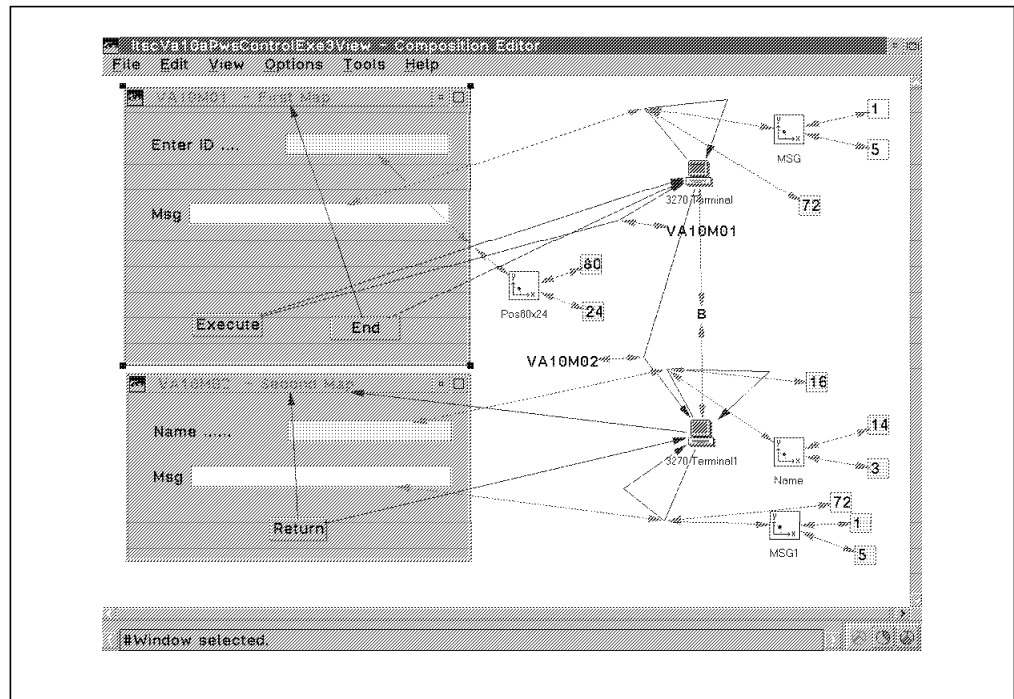 ItscVa10aPwsControlExe3View - Composition Editor
File Edit View Options Tools Help
VA10M01 - First Map
Enter ID ....
Msg
Execute
End
1
5
MSG
72
3270 Terminal
VA10M01
80
24
Pos80x24
B
VA10M02
VA10M02 - Second Map
Name .....
Msg
Return
16
14
3
3270 Terminal1
Name
72
1
5
MSG1
#Window selected.